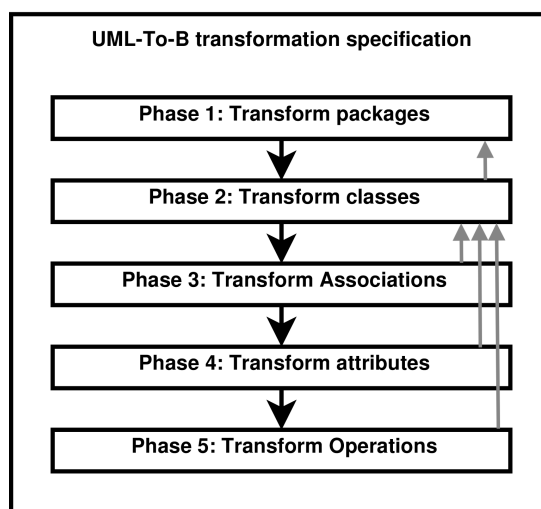 UML-To-B transformation specification
Phase 1: Transform packages
Phase 2: Transform classes
Phase 3: Transform Associations
Phase 4: Transform attributes
Phase 5: Transform Operations